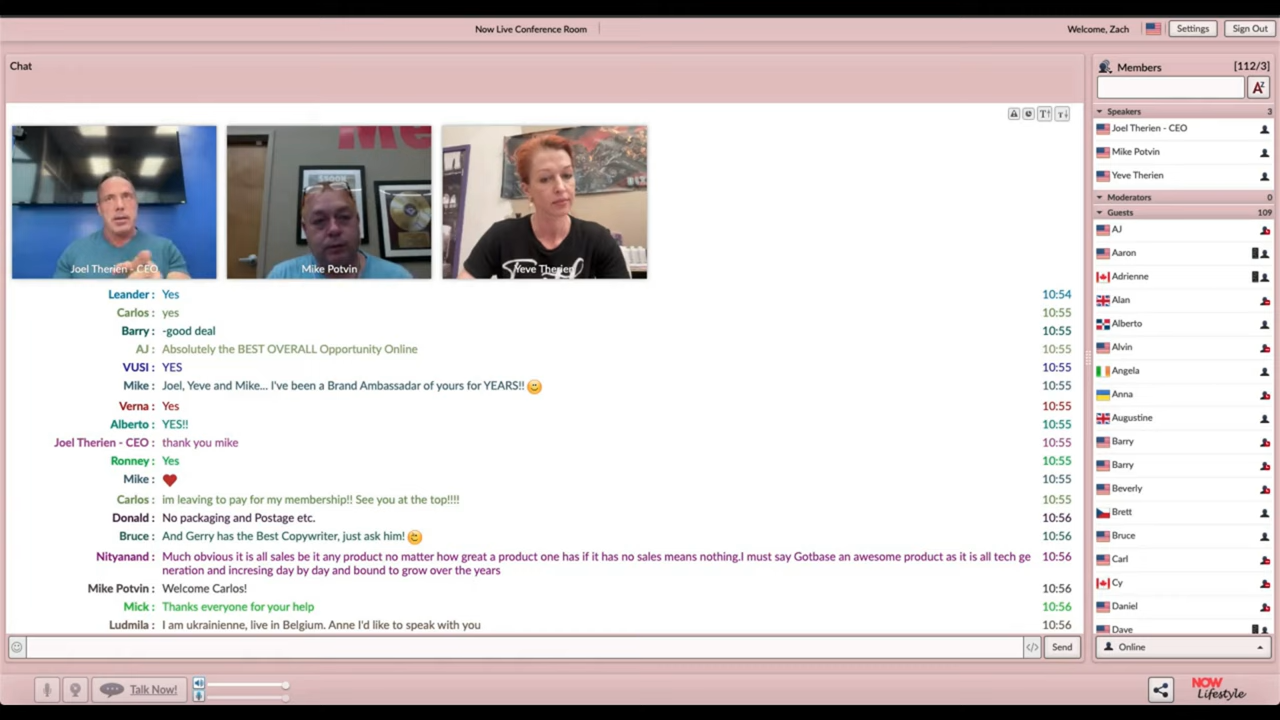 Now Live Conference Room
Welcome, Zach
Settings
Sign Out
Chat
Members
[112/3]
Speakers 3
Joel Therien - CEO
Mike Potvin
Yeve Therien
Moderators 0
Guests 109
AJ
Aaron
Adrienne
Alan
Alberto
Alvin
Angela
Anna
Augustine
Barry
Barry
Beverly
Brett
Bruce
Carl
Cy
Daniel
Dave
Online
Joel Therien - CEO
Mike Potvin
Yeve Therien
Leander : Yes 10:54
Carlos : yes 10:55
Barry : -good deal 10:55
AJ : Absolutely the BEST OVERALL Opportunity Online 10:55
VUSI : YES 10:55
Mike : Joel, Yeve and Mike... I've been a Brand Ambassadar of yours for YEARS!! 10:55
Verna : Yes 10:55
Alberto : YES!! 10:55
Joel Therien - CEO : thank you mike 10:55
Ronney : Yes 10:55
Mike : 10:55
Carlos : im leaving to pay for my membership!! See you at the top!!!! 10:55
Donald : No packaging and Postage etc. 10:56
Bruce : And Gerry has the Best Copywriter, just ask him! 10:56
Nityanand : Much obvious it is all sales be it any product no matter how great a product one has if it has no sales means nothing.I must say Gotbase an awesome product as it is all tech ge 10:56
neration and incresing day by day and bound to grow over the years
Mike Potvin : Welcome Carlos! 10:56
Mick : Thanks everyone for your help 10:56
Ludmila : I am ukrainienne, live in Belgium. Anne I'd like to speak with you 10:56
Send
Talk Now!
NOW
Lifestyle